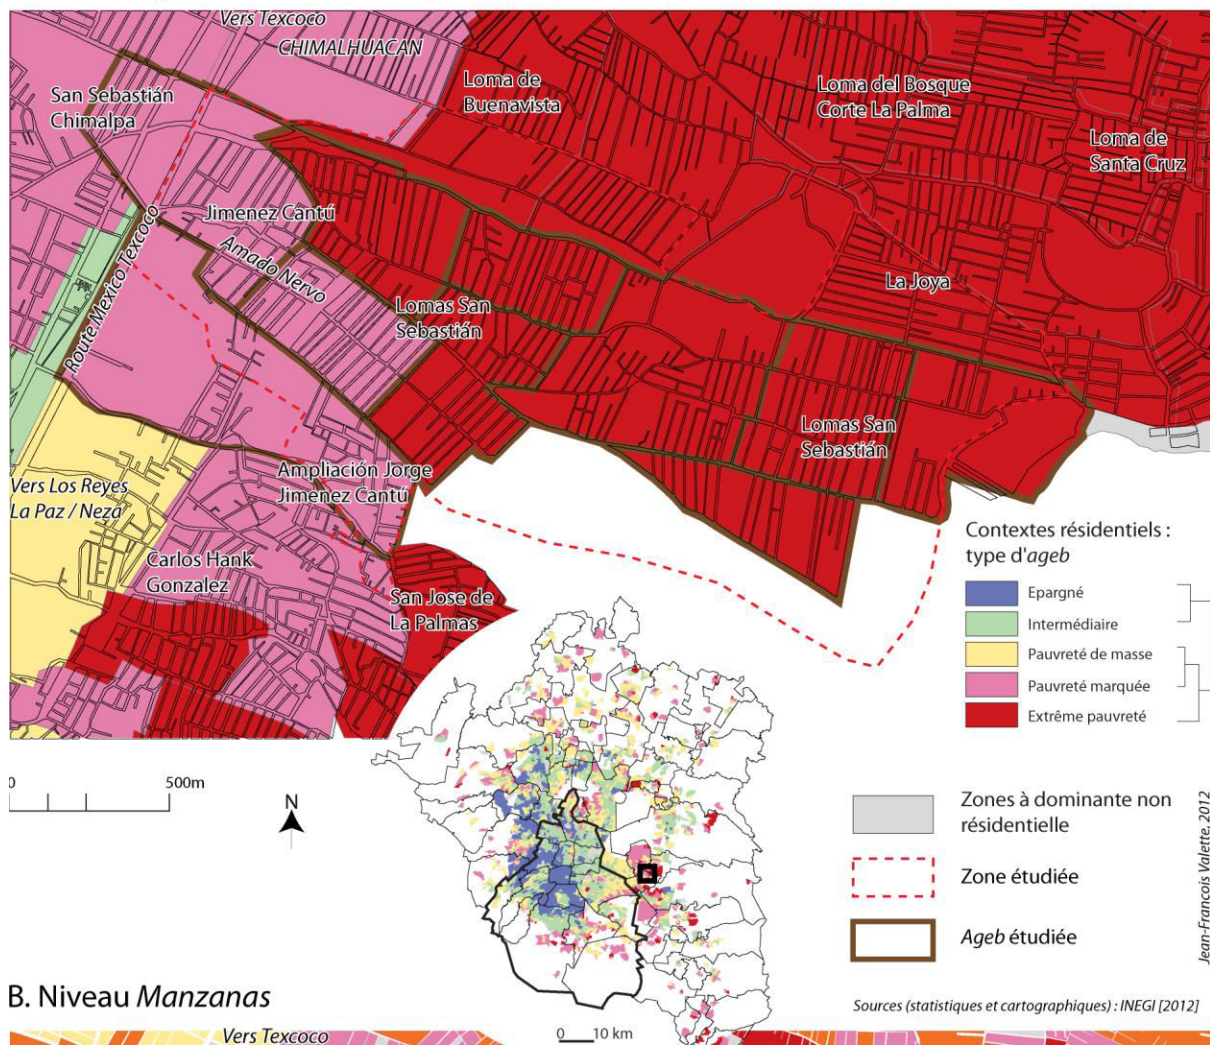 Vers Texcoco
CHIMALHUACAN
San Sebastián
Chimalpa
Loma de
Buenavista
Loma del Bosque
Corte La Palma
Loma de
Santa Cruz
Jimenez Cantú
Amado Nervo
Route Mexico Texcoco
Lomas San
Sebastián
La Joya
Lomas San
Sebastián
Vers Los Reyes
La Paz / Neza
Ampliación Jorge
Jimenez Cantú
Carlos Hank
Gonzalez
San Jose de
La Palmas
Contextes résidentiels :
type d'ageb
Epargné
Intermédiaire
Pauvreté de masse
Pauvreté marquée
Extrême pauvreté
0 500m
N
Zones à dominante non
résidentielle
Zone étudiée
Ageb étudiée
Jean-Francois Valette, 2012
Sources (statistiques et cartographiques) : INEGI [2012]
0 10 km
B. Niveau Manzanas
Vers Texcoco